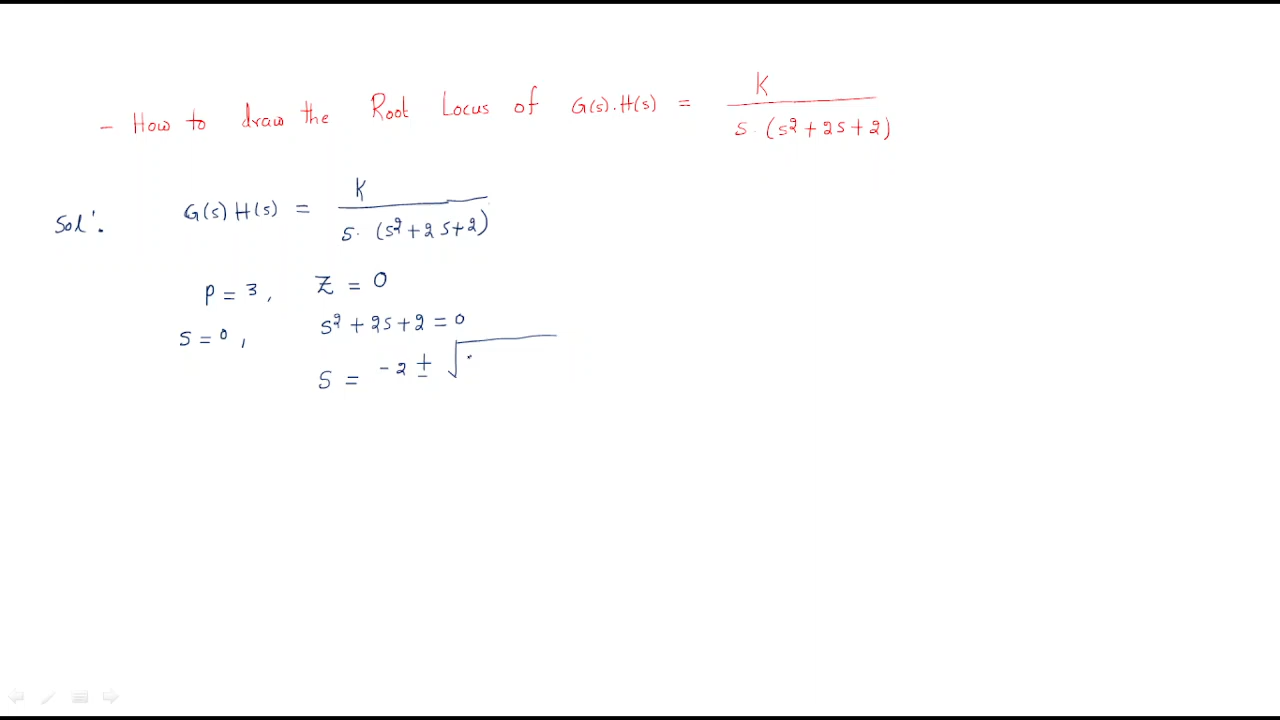 - How to draw the Root Locus of G(s).H(s) = K / s.(s²+2s+2)
Sol'. G(s)H(s) = K / s.(s²+2s+2)
P = 3, Z = 0
s = 0, s²+2s+2=0
S = -2 ± √